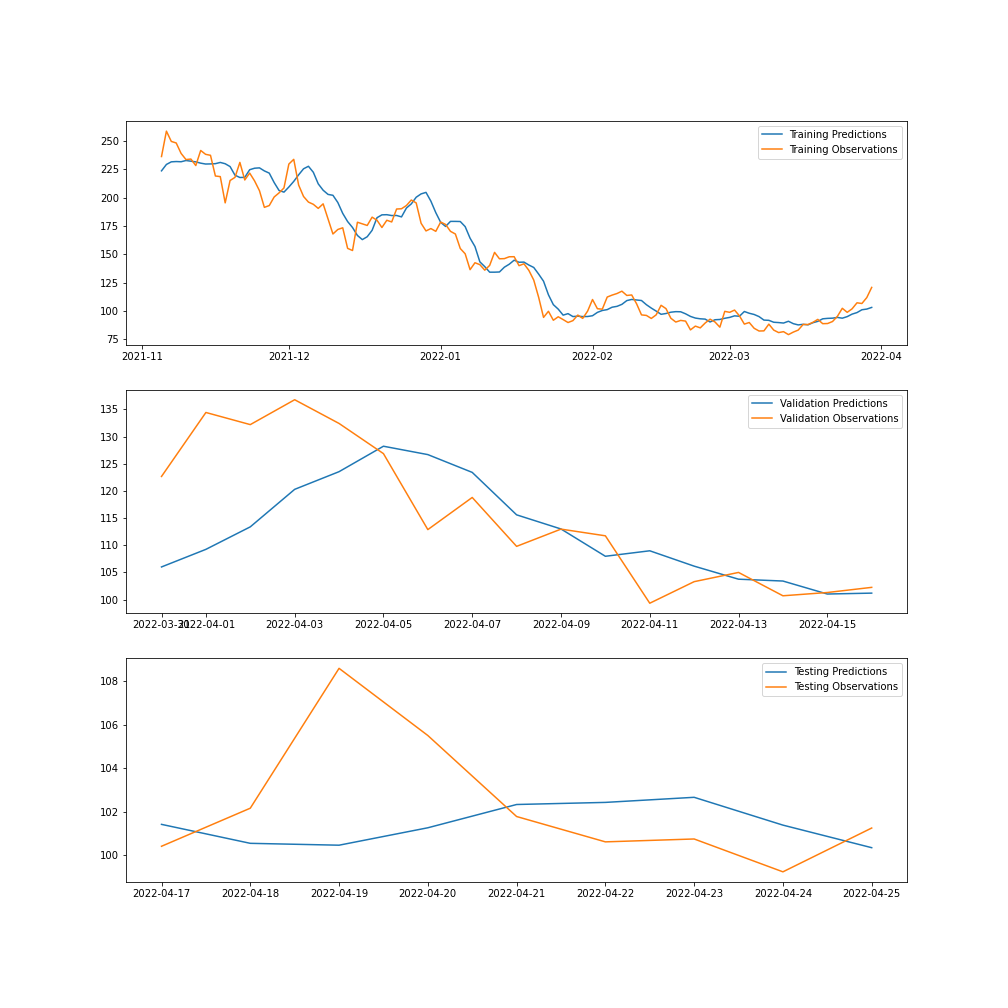 Training Predictions
Training Observations
250
225
200
175
150
125
100
75
2021-11 2021-12 2022-01 2022-02 2022-03 2022-04
Validation Predictions
Validation Observations
135
130
125
120
115
110
105
100
2022-03-31 2022-04-01 2022-04-03 2022-04-05 2022-04-07 2022-04-09 2022-04-11 2022-04-13 2022-04-15
Testing Predictions
Testing Observations
108
106
104
102
100
2022-04-17 2022-04-18 2022-04-19 2022-04-20 2022-04-21 2022-04-22 2022-04-23 2022-04-24 2022-04-25